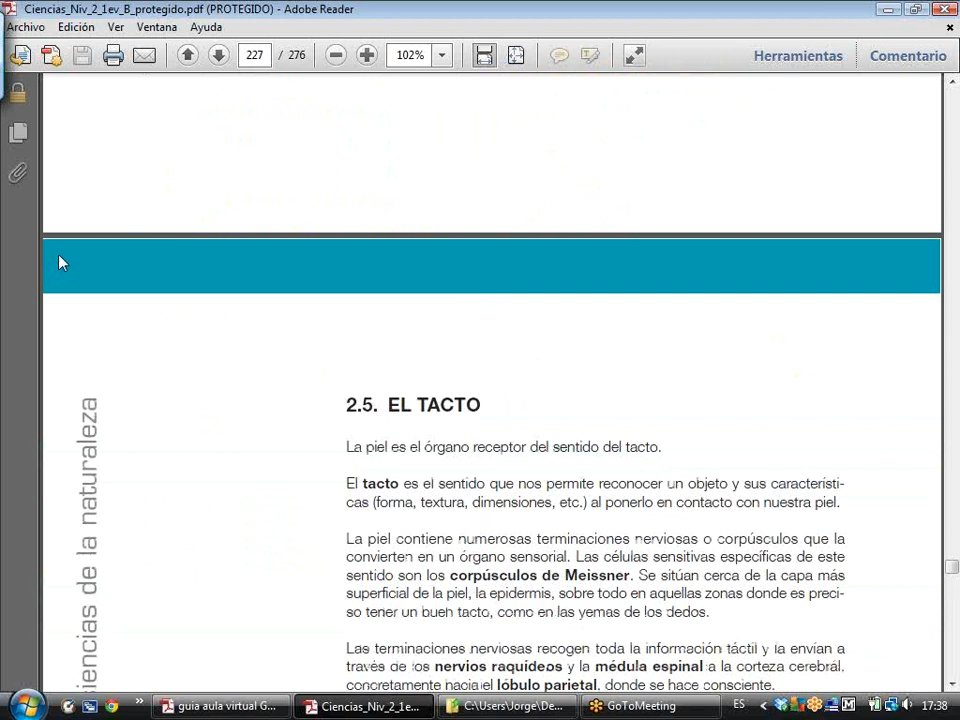 Ciencias_Niv_2_1ev_B_protegido.pdf (PROTEGIDO) - Adobe Reader
Archivo Edición Ver Ventana Ayuda
227 / 276 102% Herramientas Comentario
2.5. EL TACTO
La piel es el órgano receptor del sentido del tacto.
El tacto es el sentido que nos permite reconocer un objeto y sus característi-
cas (forma, textura, dimensiones, etc.) al ponerlo en contacto con nuestra piel.
La piel contiene numerosas terminaciones nerviosas o corpúsculos que la
convierten en un órgano sensorial. Las células sensitivas específicas de este
sentido son los corpúsculos de Meissner. Se sitúan cerca de la capa más
superficial de la piel, la epidermis, sobre todo en aquellas zonas donde es preci-
so tener un buen tacto, como en las yemas de los dedos.
Las terminaciones nerviosas recogen toda la información táctil y la envían a
través de los nervios raquídeos y la médula espinal a la corteza cerebral,
concretamente hacia el lóbulo parietal, donde se hace consciente.
iencias de la naturaleza
guia aula virtual G... Ciencias_Niv_2_1e... C:\Users\Jorge\De... GoToMeeting ES 17:38